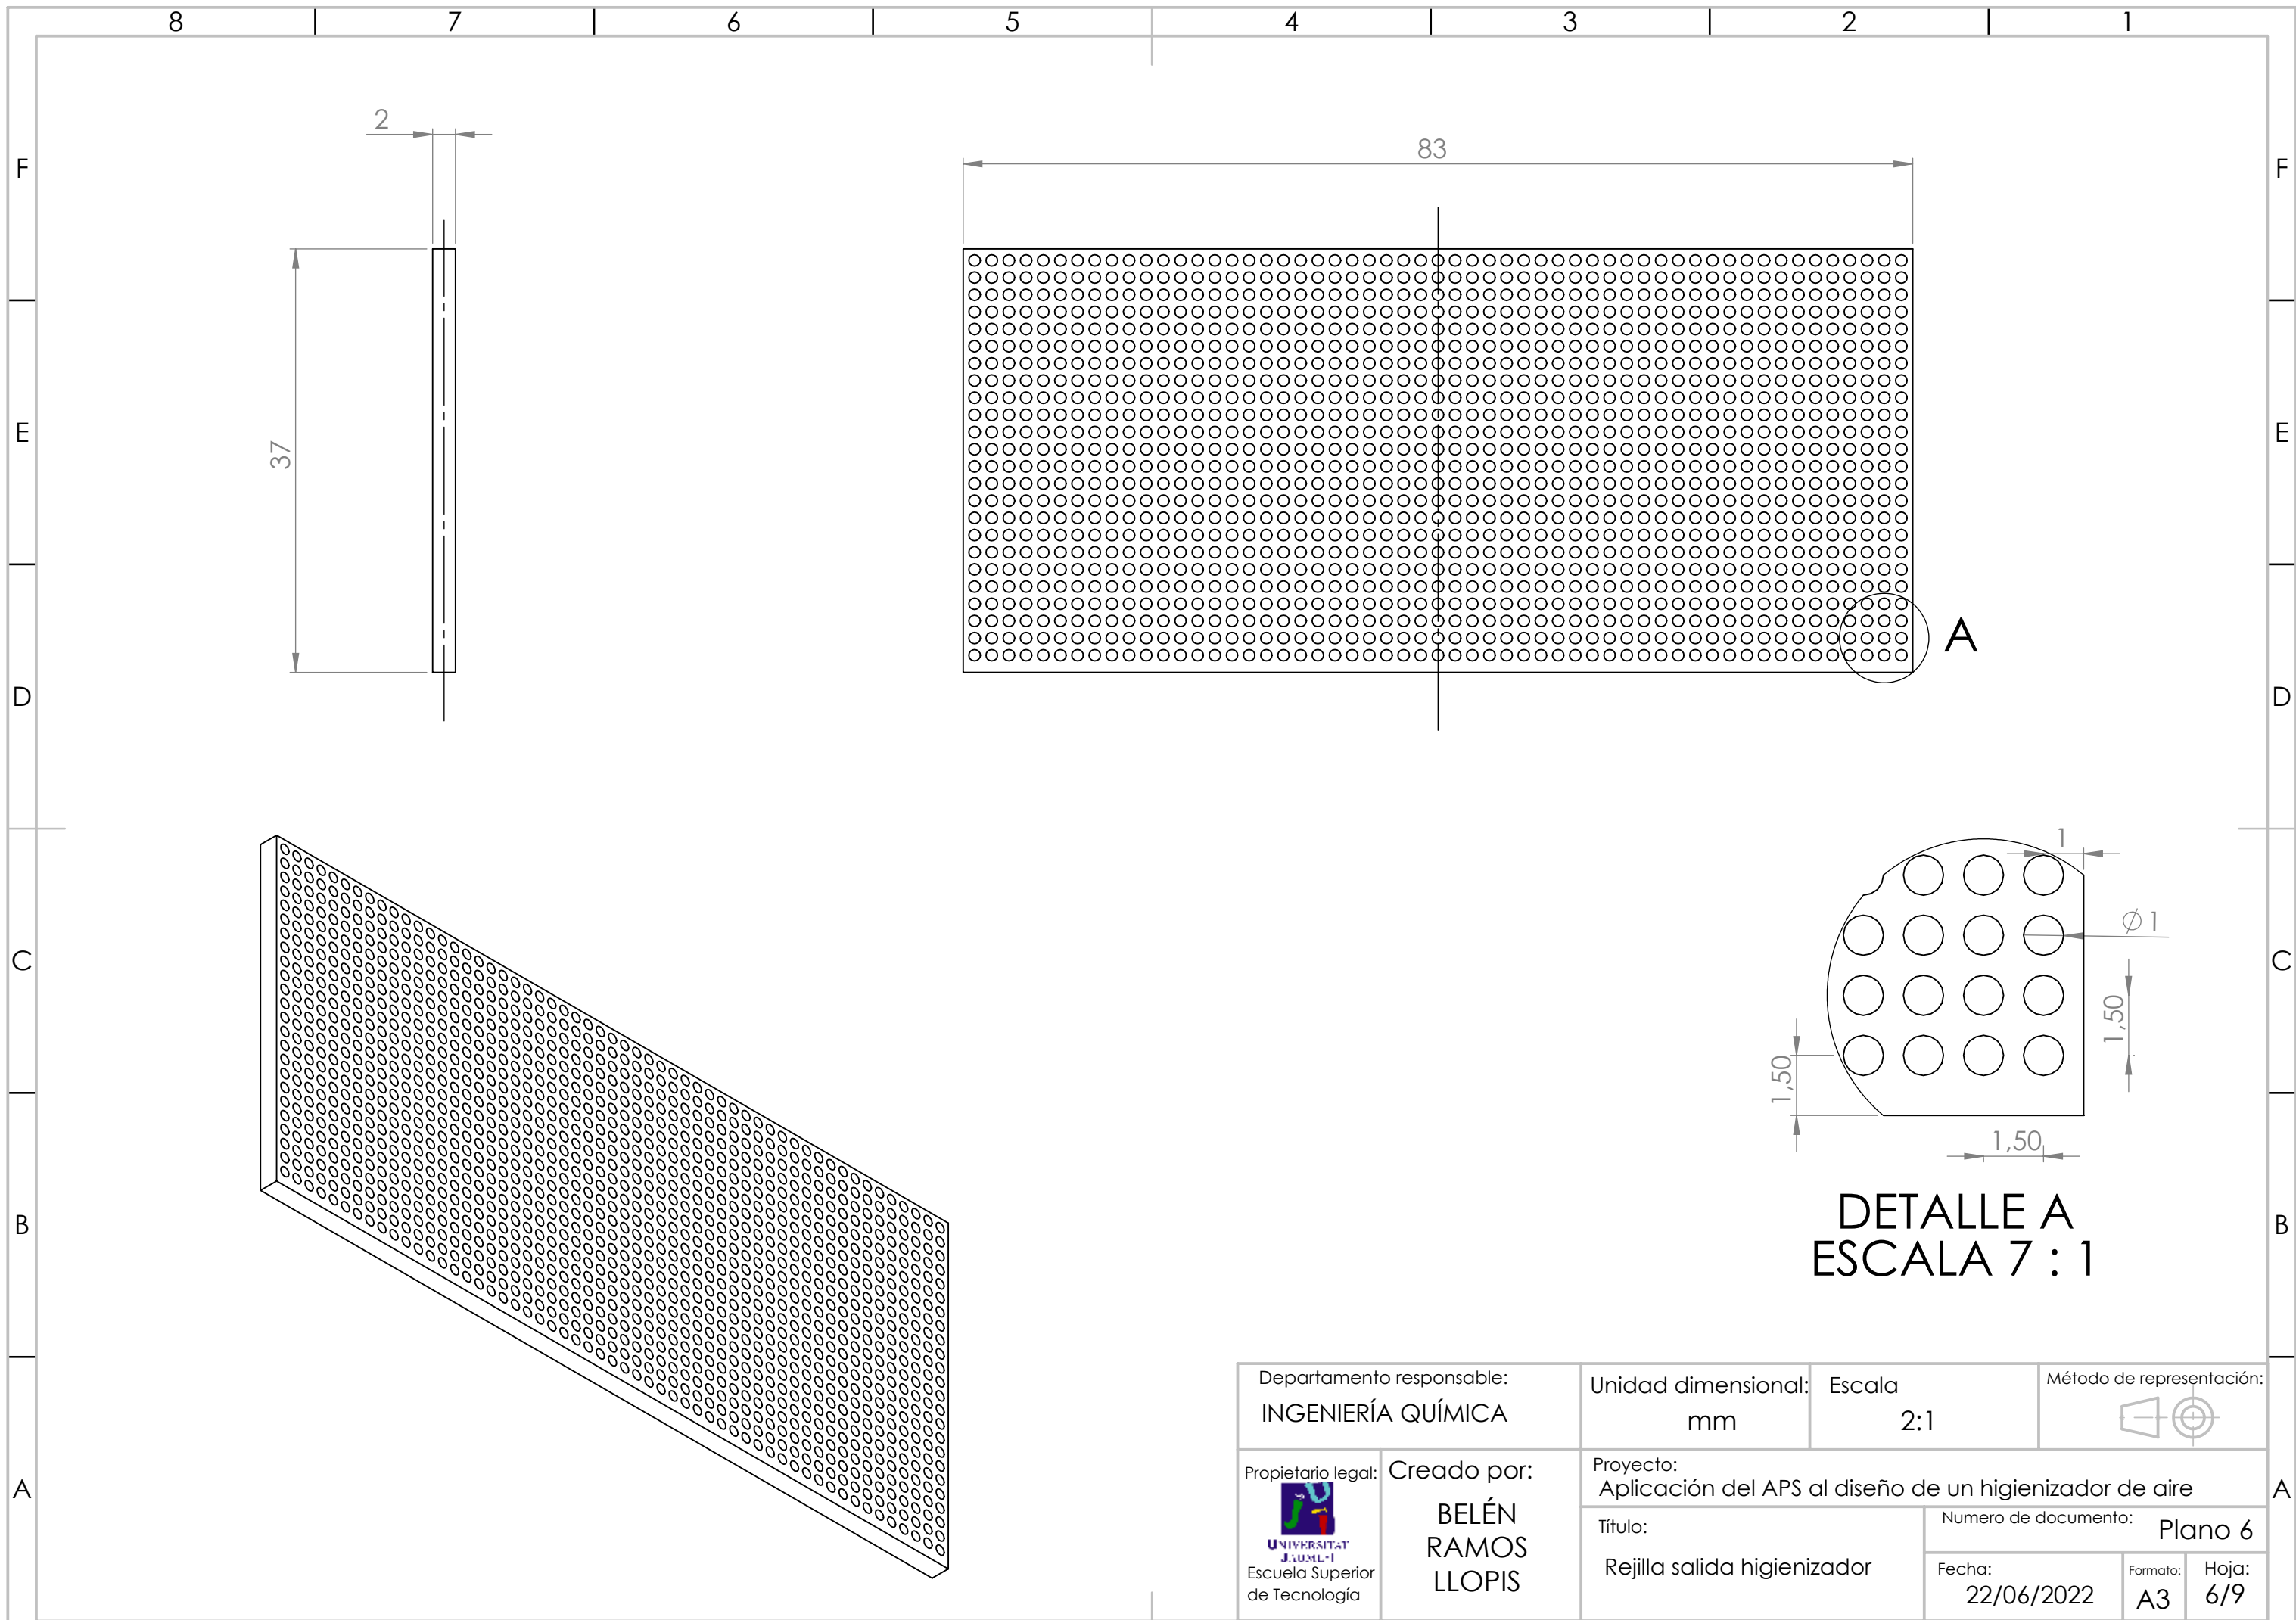 8 7 6 5 4 3 2 1
F
F
E
E
D
D
C
C
B
B
A
A
2
37
83
A
1
Ø1
1,50
1,50
1,50
DETALLE A
ESCALA 7 : 1
Departamento responsable:
INGENIERÍA QUÍMICA
Unidad dimensional:
mm
Escala
2:1
Método de representación:
Propietario legal:
UNIVERSITAT
JAUME·I
Escuela Superior
de Tecnología
Creado por:
BELÉN
RAMOS
LLOPIS
Proyecto:
Aplicación del APS al diseño de un higienizador de aire
Título:
Rejilla salida higienizador
Numero de documento:
Plano 6
Fecha:
22/06/2022
Formato:
A3
Hoja:
6/9